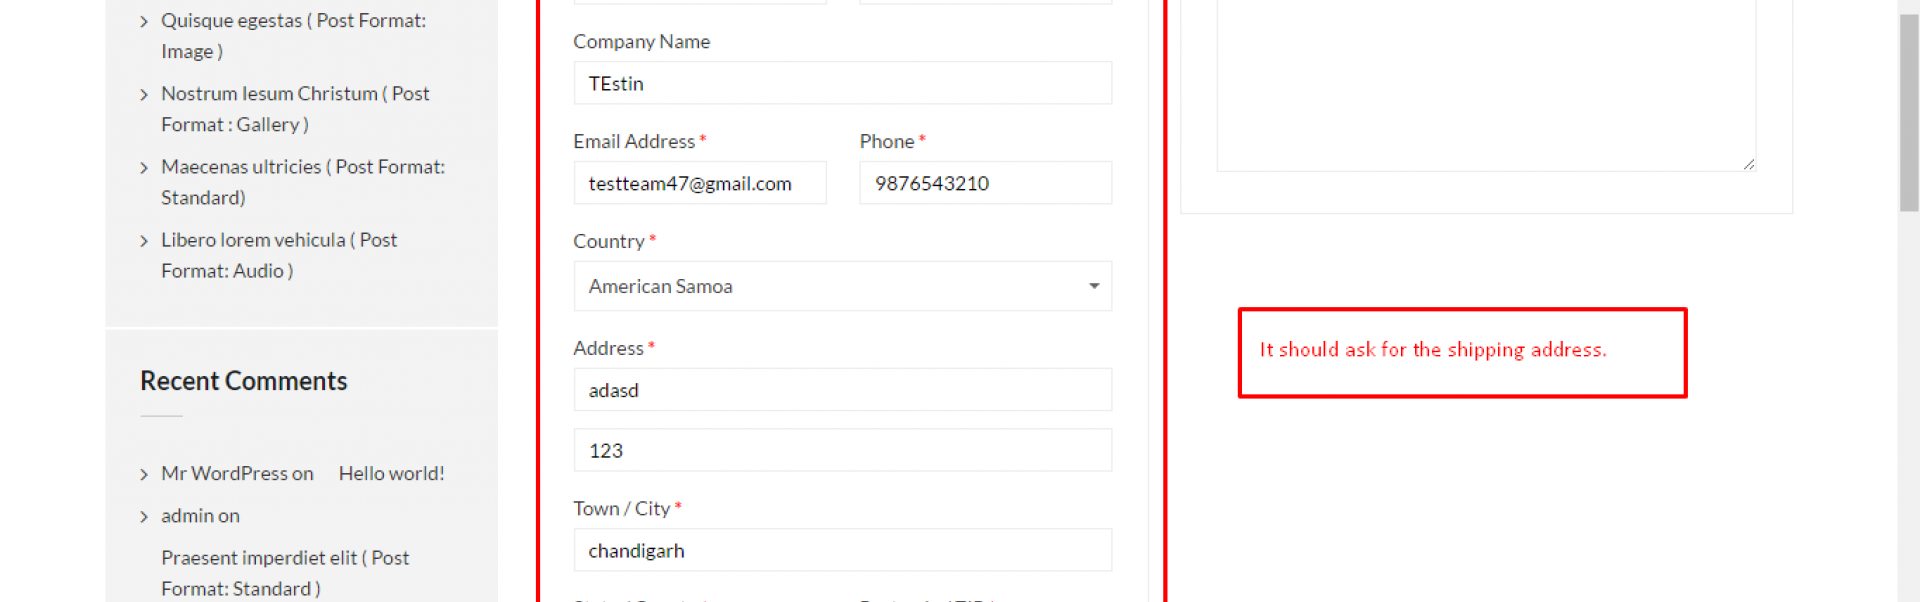 Quisque egestas ( Post Format:
Image )
Nostrum Iesum Christum ( Post
Format : Gallery )
Maecenas ultricies ( Post Format:
Standard)
Libero lorem vehicula ( Post
Format: Audio )
Recent Comments
Mr WordPress on Hello world!
admin on
Praesent imperdiet elit ( Post
Format: Standard )
Company Name
TEstin
Email Address * Phone *
testteam47@gmail.com 9876543210
Country *
American Samoa
Address *
adasd
123
Town / City *
chandigarh
It should ask for the shipping address.